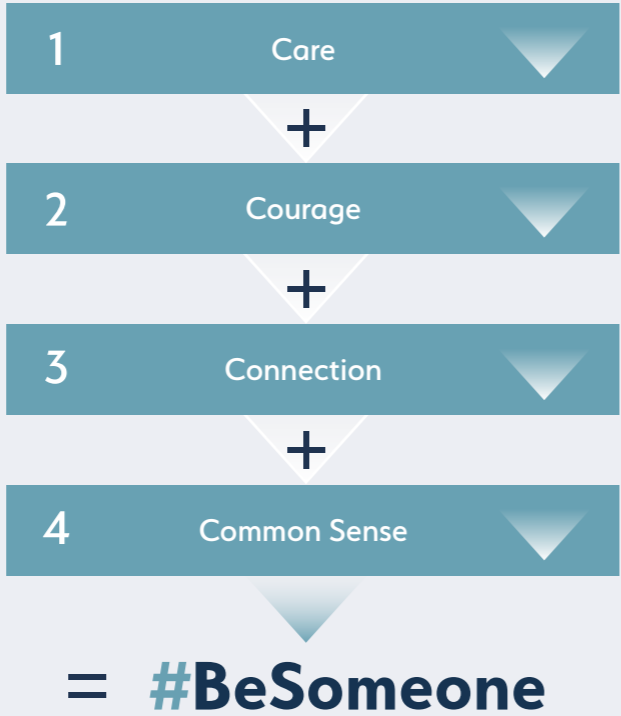 1 Care
+
2 Courage
+
3 Connection
+
4 Common Sense
= #BeSomeone